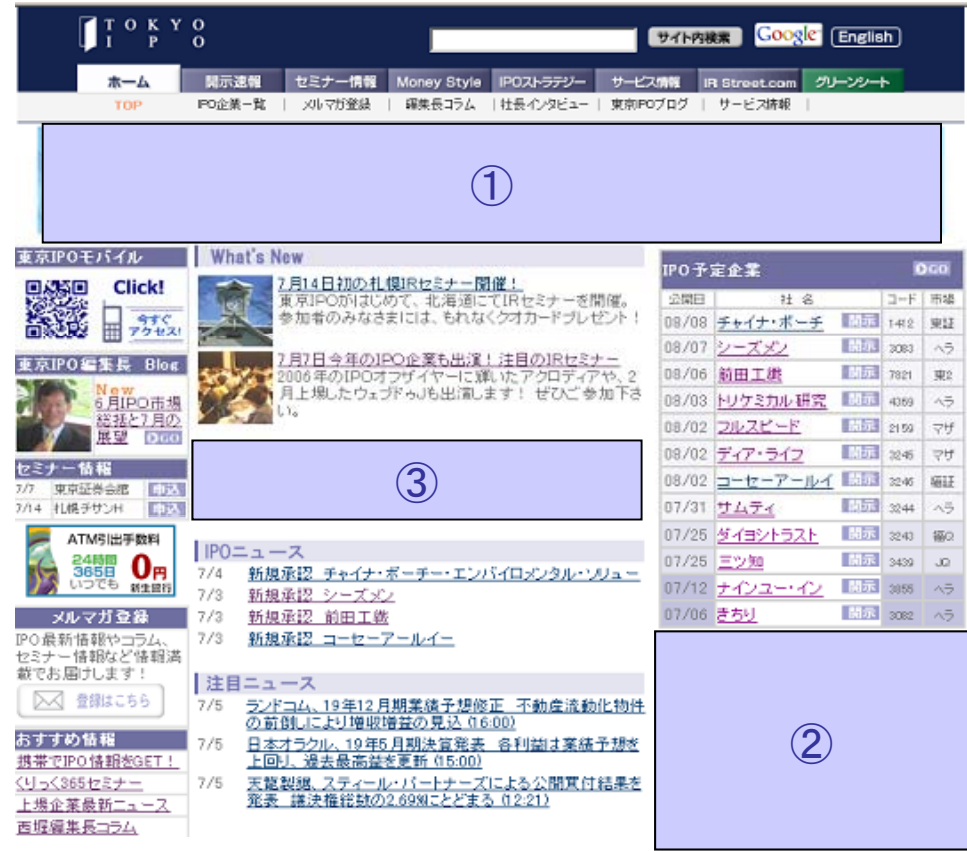 TOKYO
IPO
サイト内検索 Google English
ホーム 開示速報 セミナー情報 Money Style IPOストラテジー サービス情報 IR Street.com グリーンシート
TOP IPO企業一覧 | メルマガ登録 | 編集長コラム | 社長インタビュー | 東京IPOブログ | サービス情報 |
①
東京IPOモバイル
Click!
今すぐ
アクセス!
東京IPO編集長 Blog
New
6月IPO市場
総括と7月の
展望 GO
セミナー情報
7/7 東京証券会館 申込
7/14 札幌チサンH 申込
ATM引出手数料
24時間
365日
いつでも
0円
新生銀行
メルマガ登録
IPO最新情報やコラム、
セミナー情報など情報満
載でお届けします!
登録はこちら
おすすめ情報
携帯でIPO情報をGET!
くりっく365セミナー
上場企業最新ニュース
西堀編集長コラム
What's New
7月14日初の札幌IRセミナー開催!
東京IPOがはじめて、北海道にてIRセミナーを開催。
参加者のみなさまには、もれなくクオカードプレゼント!
7月7日今年のIPO企業も出演!注目のIRセミナー
2006年のIPOオブザイヤーに輝いたアクロディアや、2
月上場したウェブドゥJも出演します! ぜひご参加下さ
い。
③
IPOニュース
7/4 新規承認 チャイナ・ボーチー・エンバイロメンタル・ソリュー
7/3 新規承認 シーズメン
7/3 新規承認 前田工繊
7/3 新規承認 コーセーアールイー
注目ニュース
7/5 ランドコム、19年12月期業績予想修正 不動産流動化物件
の前倒しにより増収増益の見込 (16:00)
7/5 日本オラクル、19年5月期決算発表 各利益は業績予想を
上回り、過去最高益を更新 (15:00)
7/5 天龍製鋸、スティール・パートナーズによる公開買付結果を
発表 議決権総数の2.69%にとどまる (12:21)
IPO予定企業 GO
公開日 社 名 コード 市場
08/08 チャイナ・ボーチ 開示 1412 東証
08/07 シーズメン 開示 3083 ヘラ
08/06 前田工繊 開示 7821 東2
08/03 トリケミカル研究 開示 4369 ヘラ
08/02 フルスピード 開示 2159 マザ
08/02 ディア・ライフ 開示 3245 マザ
08/02 コーセーアールイ 開示 3246 福証
07/31 サムティ 開示 3244 ヘラ
07/25 ダイヨシトラスト 開示 3243 福Q
07/25 三ツ知 開示 3439 JQ
07/12 ナインユー・イン 開示 3855 ヘラ
07/06 きちり 開示 3082 ヘラ
②